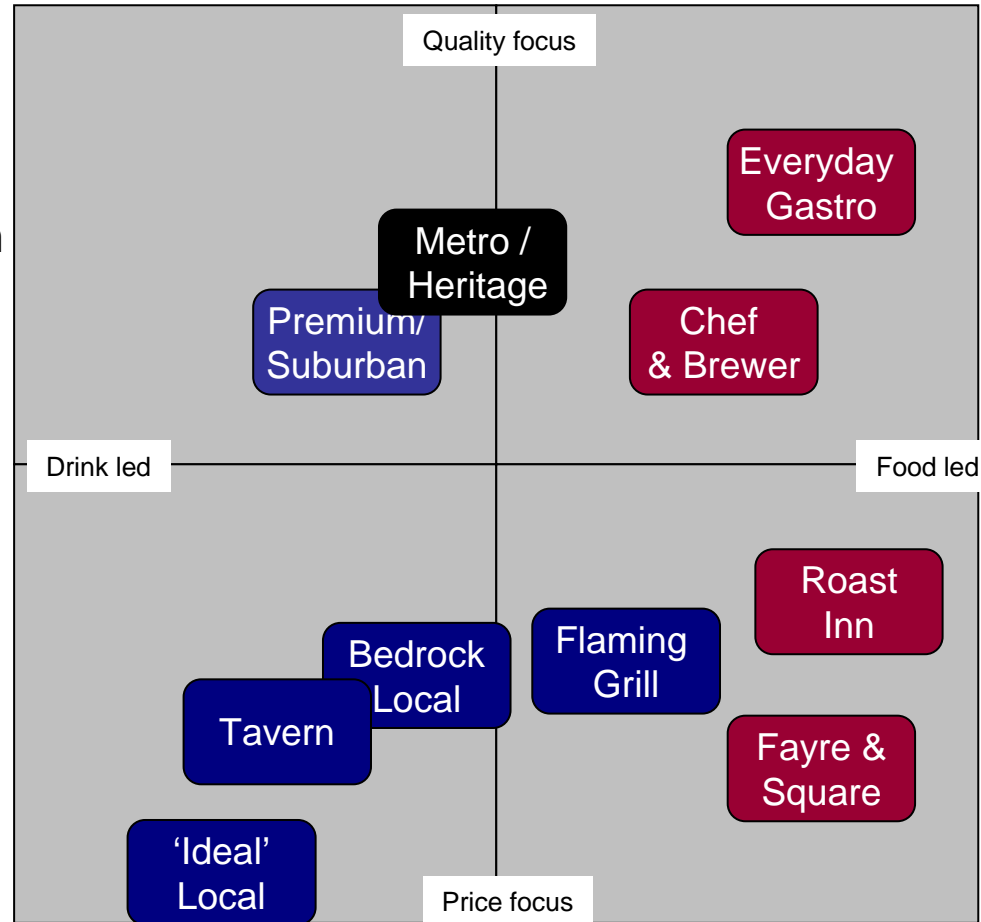 Quality focus
Everyday
Gastro
Metro /
Heritage
Premium/
Suburban
Chef
& Brewer
Drink led
Food led
Roast
Inn
Flaming
Grill
Bedrock
Local
Tavern
Fayre &
Square
‘Ideal’
Local
Price focus